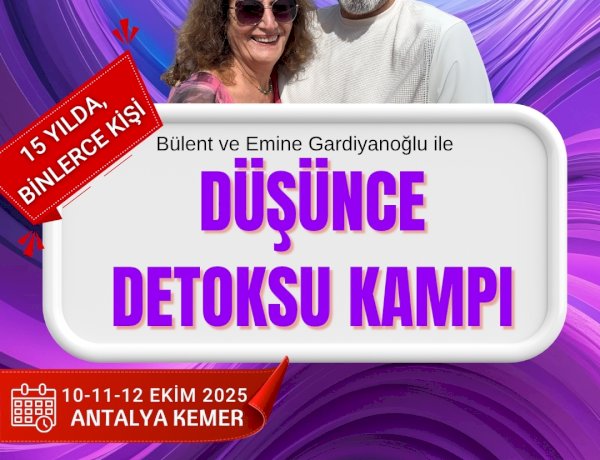 15 YILDA,
BİNLERCE KİŞİ
Bülent ve Emine Gardiyanoğlu ile
DÜŞÜNCE
DETOKSU KAMPI
10-11-12 EKİM 2025
ANTALYA KEMER